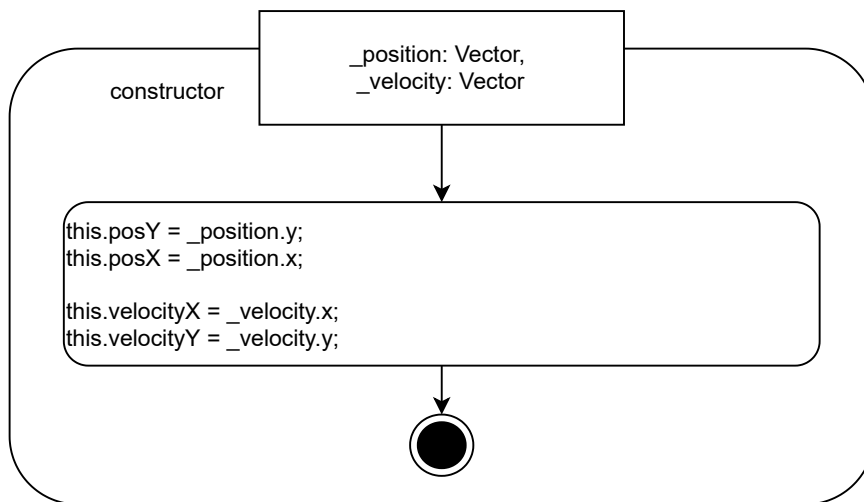 _position: Vector,
_velocity: Vector
constructor
this.posY = _position.y;
this.posX = _position.x;
this.velocityX = _velocity.x;
this.velocityY = _velocity.y;